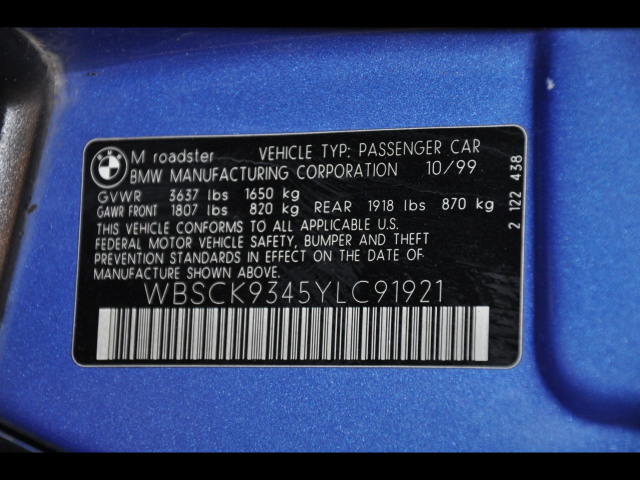 BMW
M roadster VEHICLE TYP: PASSENGER CAR
BMW MANUFACTURING CORPORATION 10/99
GVWR 3637 lbs 1650 kg
GAWR FRONT 1807 lbs 820 kg REAR 1918 lbs 870 kg
THIS VEHICLE CONFORMS TO ALL APPLICABLE U.S.
FEDERAL MOTOR VEHICLE SAFETY, BUMPER AND THEFT
PREVENTION STANDARDS IN EFFECT ON THE DATE OF
MANUFACTURE SHOWN ABOVE.
WBSCK9345YLC91921
2 122 438